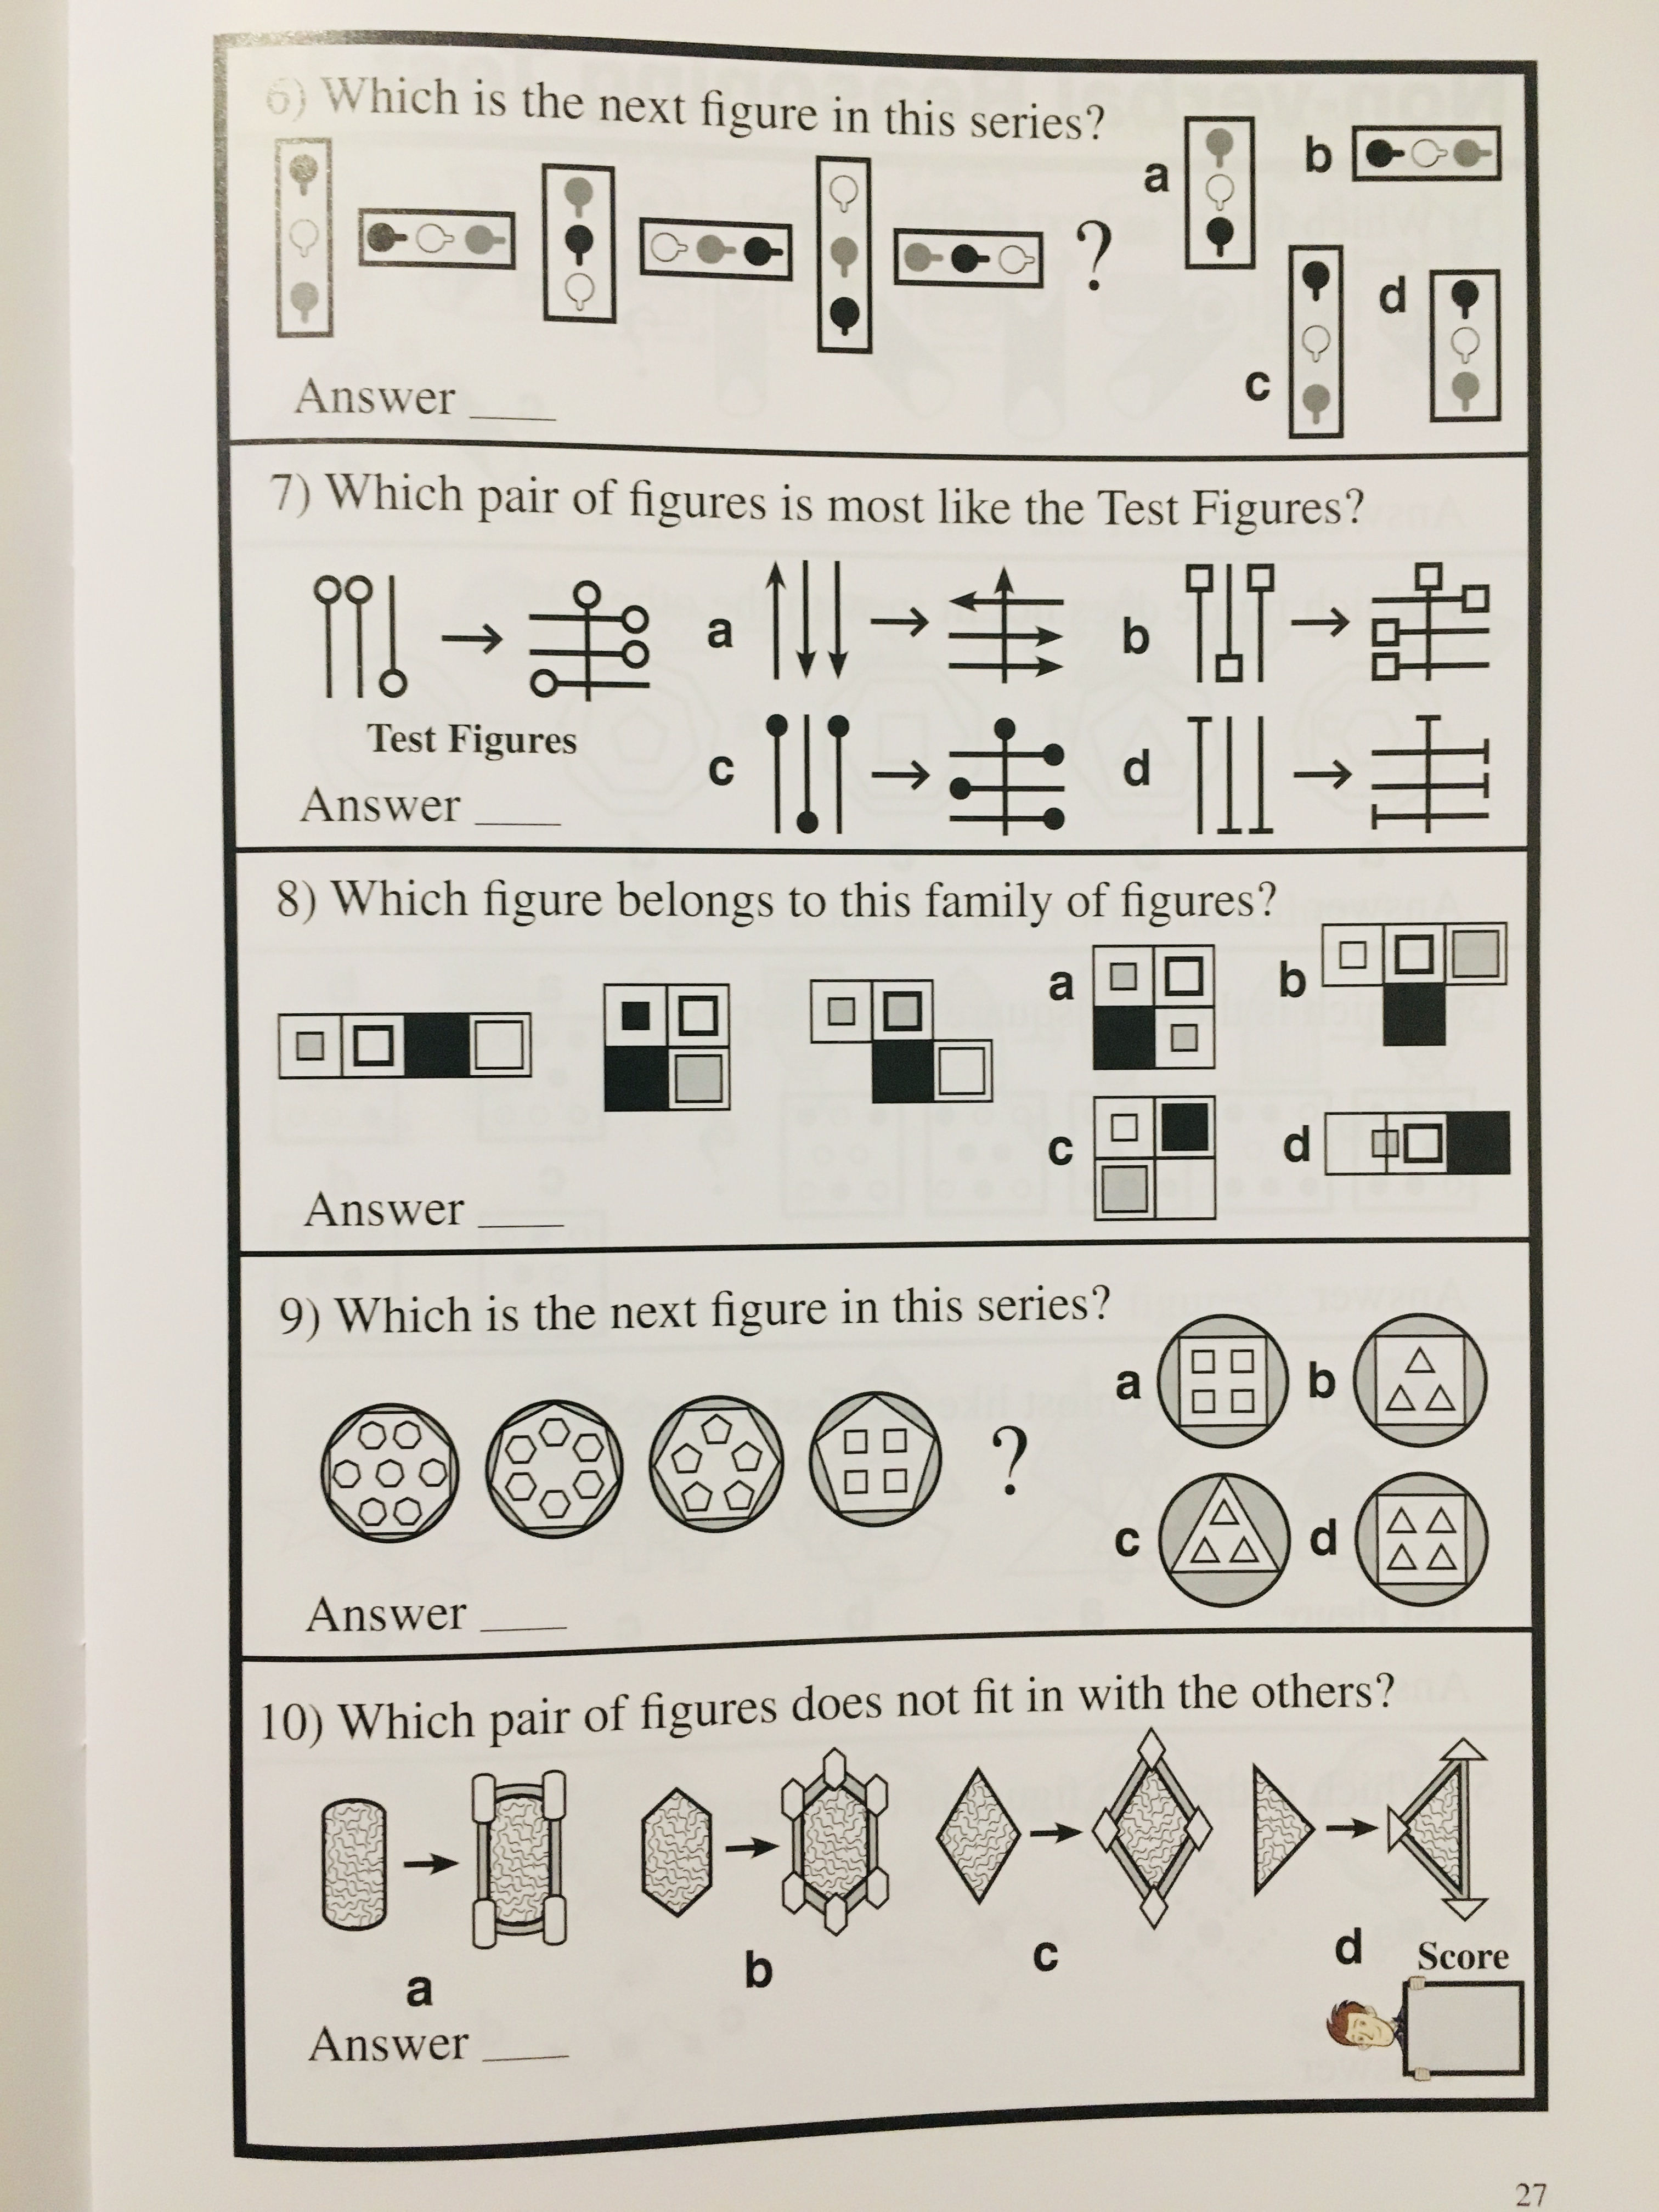 6) Which is the next figure in this series?
a
b
?
c
d
Answer ____
7) Which pair of figures is most like the Test Figures?
a
b
Test Figures
c
d
Answer ____
8) Which figure belongs to this family of figures?
a
b
c
d
Answer ____
9) Which is the next figure in this series?
a
b
?
c
d
Answer ____
10) Which pair of figures does not fit in with the others?
a
b
c
d
Score
Answer ____
27